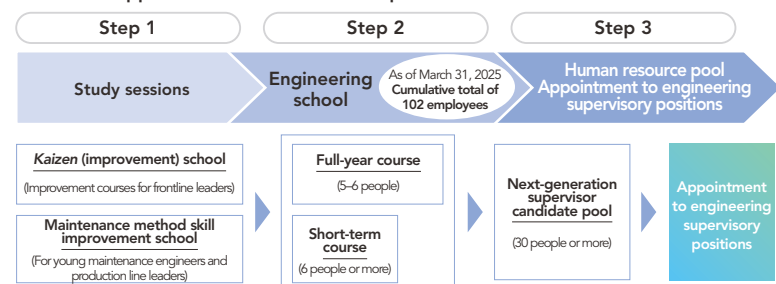 Step 1
Step 2
Step 3
Study sessions
Engineering
school
As of March 31, 2025
Cumulative total of
102 employees
Human resource pool
Appointment to engineering
supervisory positions
Kaizen (improvement) school
(Improvement courses for frontline leaders)
Maintenance method skill
improvement school
(For young maintenance engineers and
production line leaders)
Full-year course
(5–6 people)
Short-term
course
(6 people or more)
Next-generation
supervisor
candidate pool
(30 people or more)
Appointment
to engineering
supervisory
positions